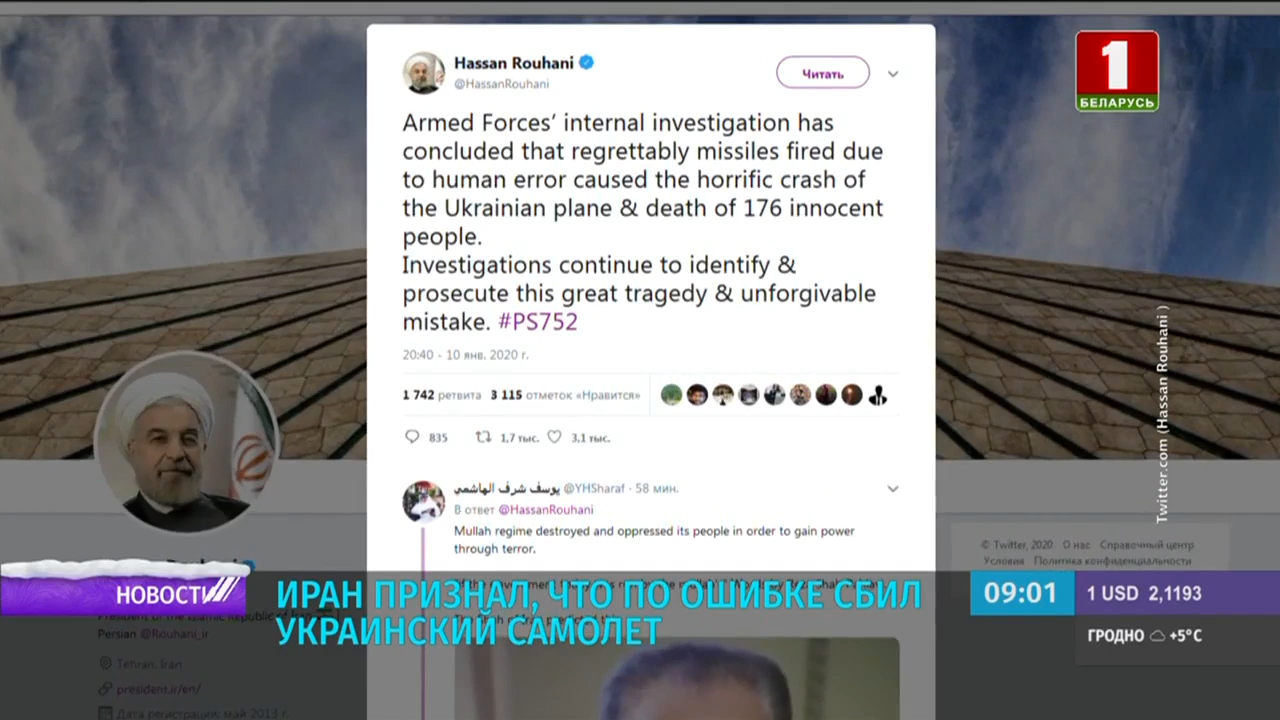 Hassan Rouhani
@HassanRouhani
Читать
1
БЕЛАРУСЬ
Armed Forces’ internal investigation has
concluded that regrettably missiles fired due
to human error caused the horrific crash of
the Ukrainian plane & death of 176 innocent
people.
Investigations continue to identify &
prosecute this great tragedy & unforgivable
mistake. #PS752
20:40 - 10 янв. 2020 г.
1 742 ретвита 3 115 отметок «Нравится»
835 1,7 тыс. 3,1 тыс.
Twitter.com (Hassan Rouhani )
يوسف شرف الهاشمي @YHSharaf · 58 мин.
В ответ @HassanRouhani
Mullah regime destroyed and oppressed its people in order to gain power
through terror.
© Twitter, 2020 О нас Справочный центр
Условия Политика конфиденциальности
НОВОСТИ
ИРАН ПРИЗНАЛ, ЧТО ПО ОШИБКЕ СБИЛ
УКРАИНСКИЙ САМОЛЕТ
09:01
1 USD 2,1193
ГРОДНО +5°C
Persian @Rouhani_ir
Tehran, Iran
president.ir/en/
Дата регистрации: май 2013 г.